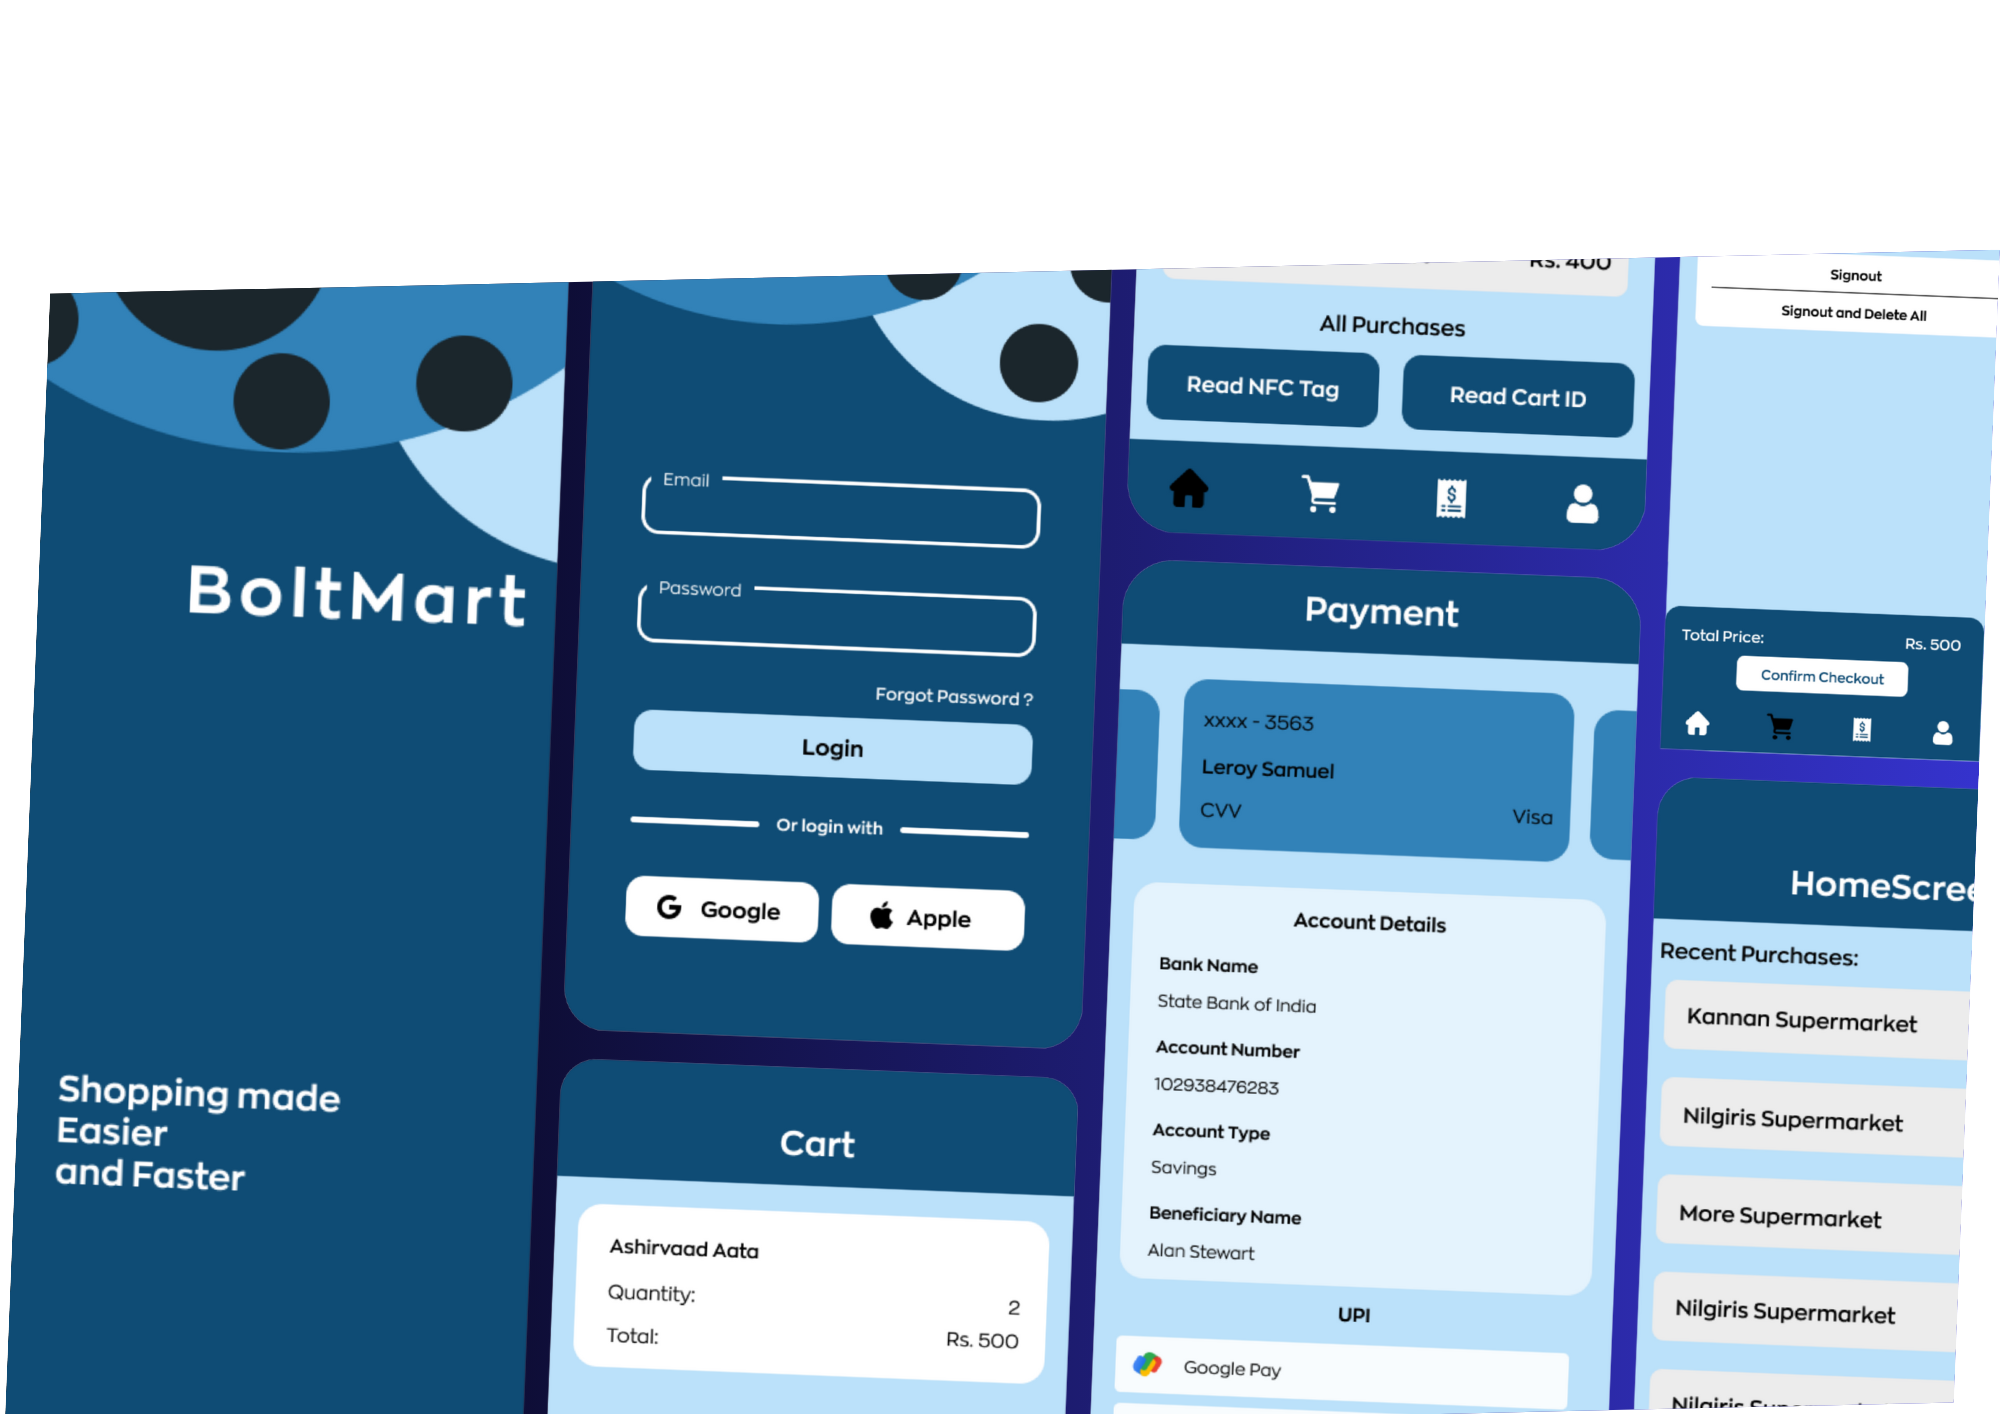 BoltMart
Shopping made
Easier
and Faster
Email
Password
Forgot Password ?
Login
Or login with
Google
Apple
Cart
Ashirvaad Aata
Quantity:
2
Total:
Rs. 500
Rs. 400
All Purchases
Read NFC Tag
Read Cart ID
Payment
xxxx - 3563
Leroy Samuel
CVV
Visa
Account Details
Bank Name
State Bank of India
Account Number
102938476283
Account Type
Savings
Beneficiary Name
Alan Stewart
UPI
Google Pay
Signout
Signout and Delete All
Total Price:
Rs. 500
Confirm Checkout
HomeScree
Recent Purchases:
Kannan Supermarket
Nilgiris Supermarket
More Supermarket
Nilgiris Supermarket
Nilgiris